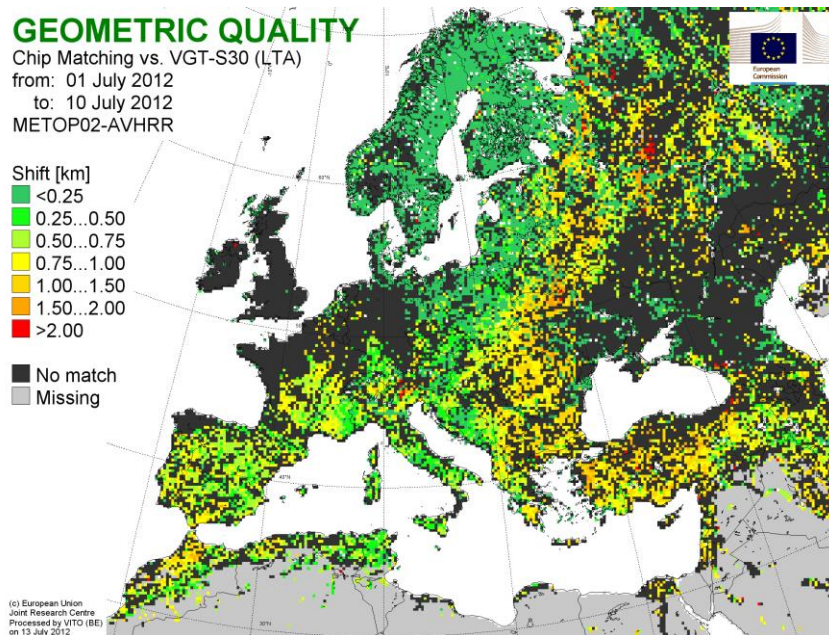 GEOMETRIC QUALITY
Chip Matching vs. VGT-S30 (LTA)
from: 01 July 2012
to: 10 July 2012
METOP02-AVHRR
Shift [km]
<0.25
0.25...0.50
0.50...0.75
0.75...1.00
1.00...1.50
1.50...2.00
>2.00
No match
Missing
European
Commission
(c) European Union
Joint Research Centre
Processed by VITO (BE)
on 13 July 2012